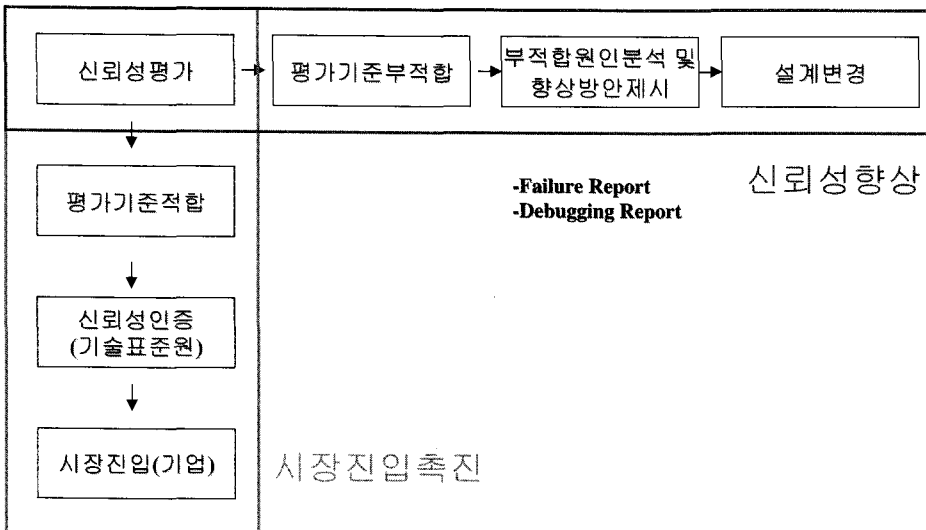 신뢰성평가
평가기준부적합
부적합원인분석 및
향상방안제시
설계변경
평가기준적합
-Failure Report
-Debugging Report
신뢰성향상
신뢰성인증
(기술표준원)
시장진입(기업)
시장진입촉진